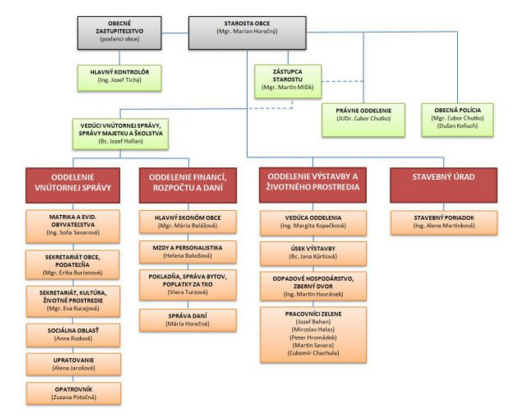 OBECNÉ
ZASTUPITEĽSTVO
(poslanci obce)
STAROSTA OBCE
(Mgr. Marian Horečný)
HLAVNÝ KONTROLÓR
(Ing. Jozef Tichý)
ZÁSTUPCA
STAROSTU
(Mgr. Martin Mišík)
PRÁVNE ODDELENIE
(JUDr. Ľubor Chutko)
OBECNÁ POLÍCIA
(Mgr. Ľubor Chutko)
(Dušan Koňuch)
VEDÚCI VNÚTORNEJ SPRÁVY,
SPRÁVY MAJETKU A ŠKOLSTVA
(Bc. Jozef Hollan)
ODDELENIE
VNÚTORNEJ SPRÁVY
MATRIKA A EVID.
OBYVATEĽSTVA
(Ing. Soňa Savarová)
SEKRETARIÁT OBCE,
PODATEĽŇA
(Mgr. Erika Burianová)
SEKRETARIÁT, KULTÚRA,
ŽIVOTNÉ PROSTREDIE
(Mgr. Eva Kucejová)
SOCIÁLNA OBLASŤ
(Anna Rodová)
UPRATOVANIE
(Alena Jarošová)
OPATROVNÍK
(Zuzana Potočná)
ODDELENIE FINANCÍ,
ROZPOČTU A DANÍ
HLAVNÝ EKONÓM OBCE
(Mgr. Mária Balážová)
MZDY A PERSONALISTIKA
(Helena Bakošová)
POKLADŇA, SPRÁVA BYTOV,
POPLATKY ZA TKO
(Viera Turzová)
SPRÁVA DANÍ
(Mária Horečná)
ODDELENIE VÝSTAVBY A
ŽIVOTNÉHO PROSTREDIA
VEDÚCA ODDELENIA
(Ing. Margita Kopačková)
ÚSEK VÝSTAVBY
(Bc. Jana Kürtiová)
ODPADOVÉ HOSPODÁRSTVO,
ZBERNÝ DVOR
(Ing. Martin Havránek)
PRACOVNÍCI ZELENE
(Jozef Behan)
(Miroslav Halas)
(Peter Hromádek)
(Martin Savara)
(Ľubomír Chachula)
STAVEBNÝ ÚRAD
STAVEBNÝ PORIADOK
(Ing. Alena Martinková)